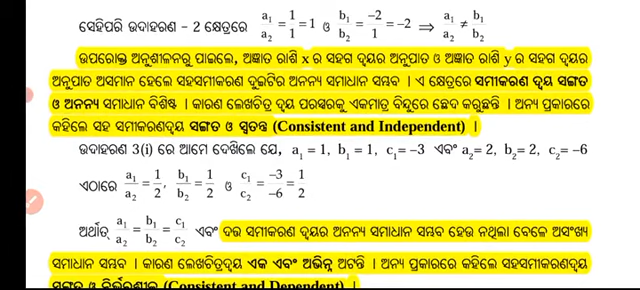 ସେହିପରି ଉଦାହରଣ - 2 କ୍ଷେତ୍ରରେ a₁/a₂ = 1/1 = 1 ଓ b₁/b₂ = -2/1 = -2 ⟹ a₁/a₂ ≠ b₁/b₂
ଉପରୋକ୍ତ ଅନୁଶୀଳନରୁ ପାଇଲେ, ଅଜ୍ଞାତ ରାଶି x ର ସହଗ ଦ୍ୱୟର ଅନୁପାତ ଓ ଅଜ୍ଞାତ ରାଶି y ର ସହଗ ଦ୍ୱୟର
ଅନୁପାତ ଅସମାନ ହେଲେ ସହସମୀକରଣ ଦୁଇଟିର ଅନନ୍ୟ ସମାଧାନ ସମ୍ଭବ । ଏ କ୍ଷେତ୍ରରେ ସମୀକରଣ ଦ୍ୱୟ ସଙ୍ଗତ
ଓ ଅନନ୍ୟ ସମାଧାନ ବିଶିଷ୍ଟ । କାରଣ ଲେଖଚିତ୍ର ଦ୍ୱୟ ପରସ୍ପରକୁ ଏକମାତ୍ର ବିନ୍ଦୁରେ ଛେଦ କରୁଛନ୍ତି । ଅନ୍ୟ ପ୍ରକାରରେ
କହିଲେ ସହ ସମୀକରଣଦ୍ୱୟ ସଙ୍ଗତ ଓ ସ୍ୱତନ୍ତ୍ର (Consistent and Independent) ।
ଉଦାହରଣ 3(i) ରେ ଆମେ ଦେଖିଲେ ଯେ, a₁ = 1, b₁ = 1, c₁= -3 ଏବଂ a₂= 2, b₂= 2, c₂= -6
ଏଠାରେ a₁/a₂ = 1/2, b₁/b₂ = 1/2 ଓ c₁/c₂ = -3/-6 = 1/2
ଅର୍ଥାତ୍ a₁/a₂ = b₁/b₂ = c₁/c₂ ଏବଂ ଦତ୍ତ ସମୀକରଣ ଦ୍ୱୟର ଅନନ୍ୟ ସମାଧାନ ସମ୍ଭବ ହେଉ ନଥିଲା ବେଳେ ଅସଂଖ୍ୟ
ସମାଧାନ ସମ୍ଭବ । କାରଣ ଲେଖଚିତ୍ରଦ୍ୱୟ ଏକ ଏବଂ ଅଭିନ୍ନ ଅଟନ୍ତି । ଅନ୍ୟ ପ୍ରକାରରେ କହିଲେ ସହସମୀକରଣଦ୍ୱୟ
ସଙ୍ଗତ ଓ ନିର୍ଭରଶୀଳ (Consistent and Dependent) ।